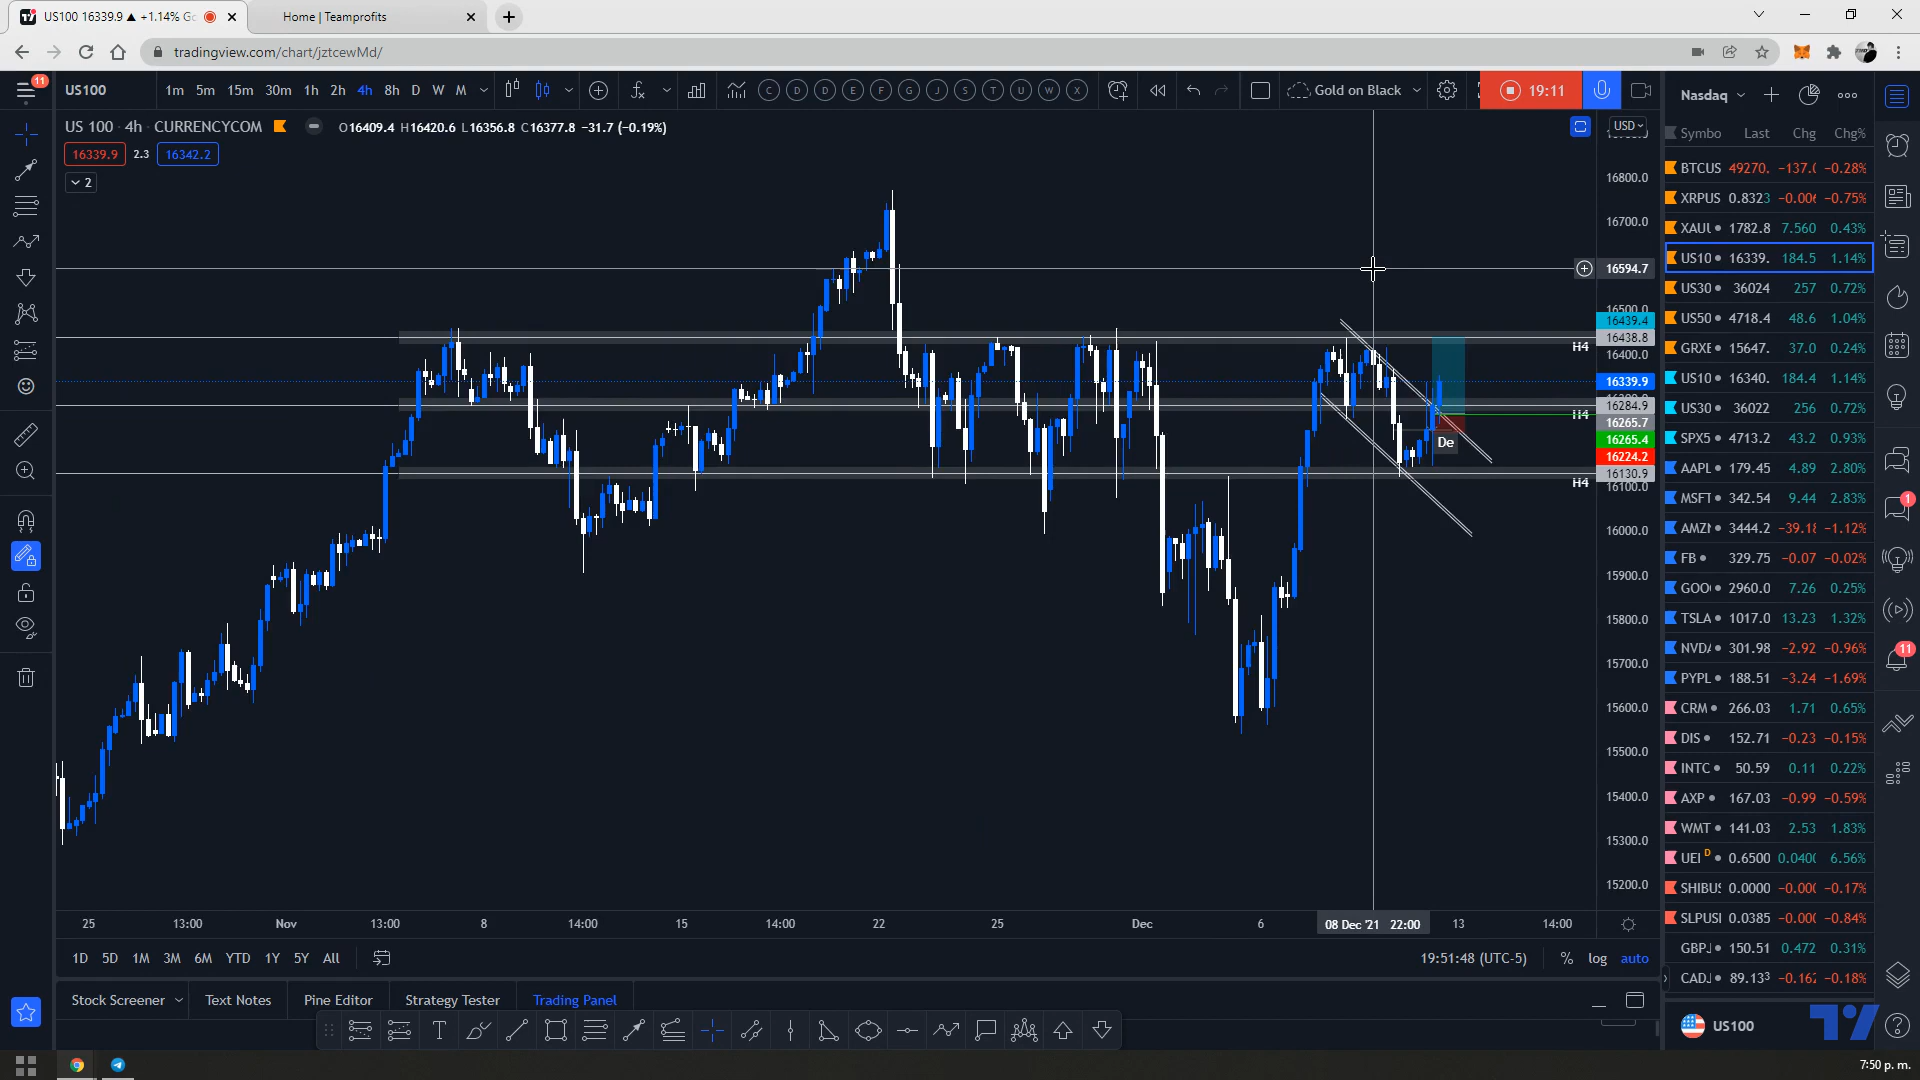 US100 16339.9 ▲ +1.14% Go
Home | Teamprofits
tradingview.com/chart/jztcewMd/
11
US100
1m 5m 15m 30m 1h 2h 4h 8h D W M
C D D E F G J S T U W X
Gold on Black
19:11
Nasdaq
US 100 · 4h · CURRENCYCOM
O16409.4 H16420.6 L16356.8 C16377.8 −31.7 (−0.19%)
16339.9 2.3 16342.2
2
USD
Symbo Last Chg Chg%
BTCUS 49270. −137.0 −0.28%
XRPUS 0.8323 −0.006 −0.75%
XAU 1782.8 7.560 0.43%
US10 16339. 184.5 1.14%
US30 36024 257 0.72%
US50 4718.4 48.6 1.04%
GRXE 15647. 37.0 0.24%
US10 16340. 184.4 1.14%
US30 36022 256 0.72%
SPX5 4713.2 43.2 0.93%
AAPL 179.45 4.89 2.80%
MSFT 342.54 9.44 2.83%
AMZN 3444.2 −39.18 −1.12%
FB 329.75 −0.07 −0.02%
GOO 2960.0 7.26 0.25%
TSLA 1017.0 13.23 1.32%
NVD 301.98 −2.92 −0.96%
PYPL 188.51 −3.24 −1.69%
CRM 266.03 1.71 0.65%
DIS 152.71 −0.23 −0.15%
INTC 50.59 0.11 0.22%
AXP 167.03 −0.99 −0.59%
WMT 141.03 2.53 1.83%
UEI D 0.6500 0.0400 6.56%
SHIBUS 0.0000 −0.000 −0.17%
SLPUSI 0.0385 −0.000 −0.84%
GBPJ 150.51 0.472 0.31%
CADJ 89.133 −0.162 −0.18%
US100
16800.0
16700.0
16594.7
16500.0
16439.4
16438.8
16400.0
16339.9
16284.9
16265.7
16265.4
16224.2
16130.9
16100.0
16000.0
15900.0
15800.0
15700.0
15600.0
15500.0
15400.0
15300.0
15200.0
H4
H4
H4
De
1
11
25 13:00 Nov 13:00 8 14:00 15 14:00 22 25 Dec 6 08 Dec '21 22:00 13 14:00
1D 5D 1M 3M 6M YTD 1Y 5Y All
19:51:48 (UTC-5) % log auto
Stock Screener Text Notes Pine Editor Strategy Tester Trading Panel
7:50 p. m.